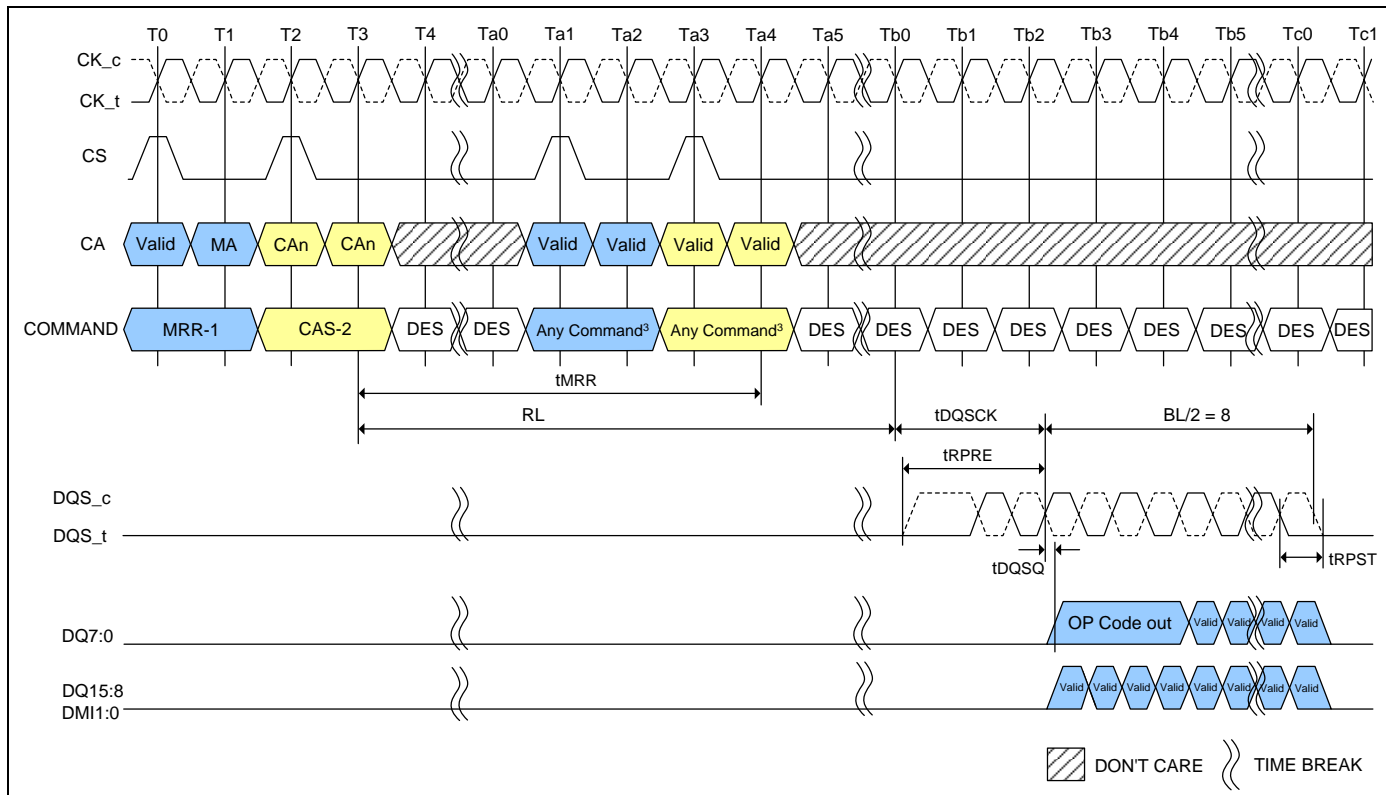 T0 T1 T2 T3 T4 Ta0 Ta1 Ta2 Ta3 Ta4 Ta5 Tb0 Tb1 Tb2 Tb3 Tb4 Tb5 Tc0 Tc1
CK_c
CK_t
CS
CA Valid MA CAn CAn Valid Valid Valid Valid
COMMAND MRR-1 CAS-2 DES DES Any Command³ Any Command³ DES DES DES DES DES DES DES DES DES
tMRR
RL tDQSCK BL/2 = 8
tRPRE
DQS_c
DQS_t
tDQSQ tRPST
DQ7:0 OP Code out Valid Valid Valid Valid
DQ15:8 Valid Valid Valid Valid Valid Valid Valid Valid
DMI1:0
DON'T CARE TIME BREAK